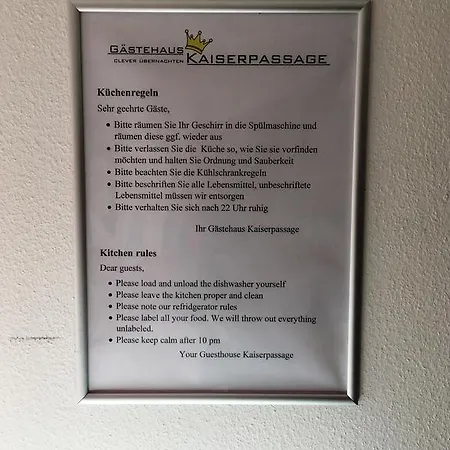 GÄSTEHAUS
CLEVER ÜBERNACHTEN KAISERPASSAGE
Küchenregeln
Sehr geehrte Gäste,
• Bitte räumen Sie Ihr Geschirr in die Spülmaschine und
räumen diese ggf. wieder aus
• Bitte verlassen Sie die Küche so, wie Sie sie vorfinden
möchten und halten Sie Ordnung und Sauberkeit
• Bitte beachten Sie die Kühlschrankregeln
• Bitte beschriften Sie alle Lebensmittel, unbeschriftete
Lebensmittel müssen wir entsorgen
• Bitte verhalten Sie sich nach 22 Uhr ruhig
Ihr Gästehaus Kaiserpassage
Kitchen rules
Dear guests,
• Please load and unload the dishwasher yourself
• Please leave the kitchen proper and clean
• Please note our refridgerator rules
• Please label all your food. We will throw out everything
unlabeled.
• Please keep calm after 10 pm
Your Guesthouse Kaiserpassage